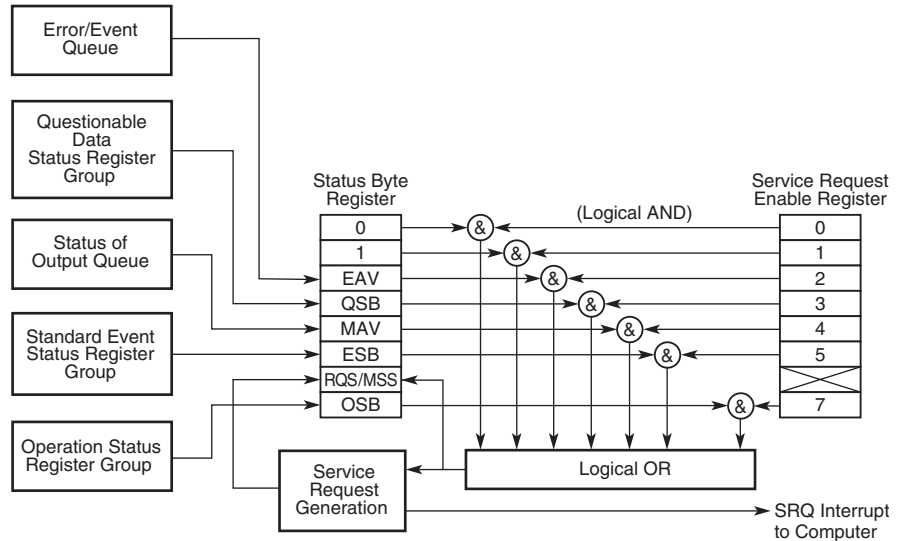 Error/Event
Queue
Questionable
Data
Status Register
Group
Status of
Output Queue
Standard Event
Status Register
Group
Operation Status
Register Group
Status Byte
Register
0
1
EAV
QSB
MAV
ESB
RQS/MSS
OSB
(Logical AND)
&
&
&
&
&
&
&
Service Request
Enable Register
0
1
2
3
4
5
7
Logical OR
Service
Request
Generation
SRQ Interrupt
to Computer